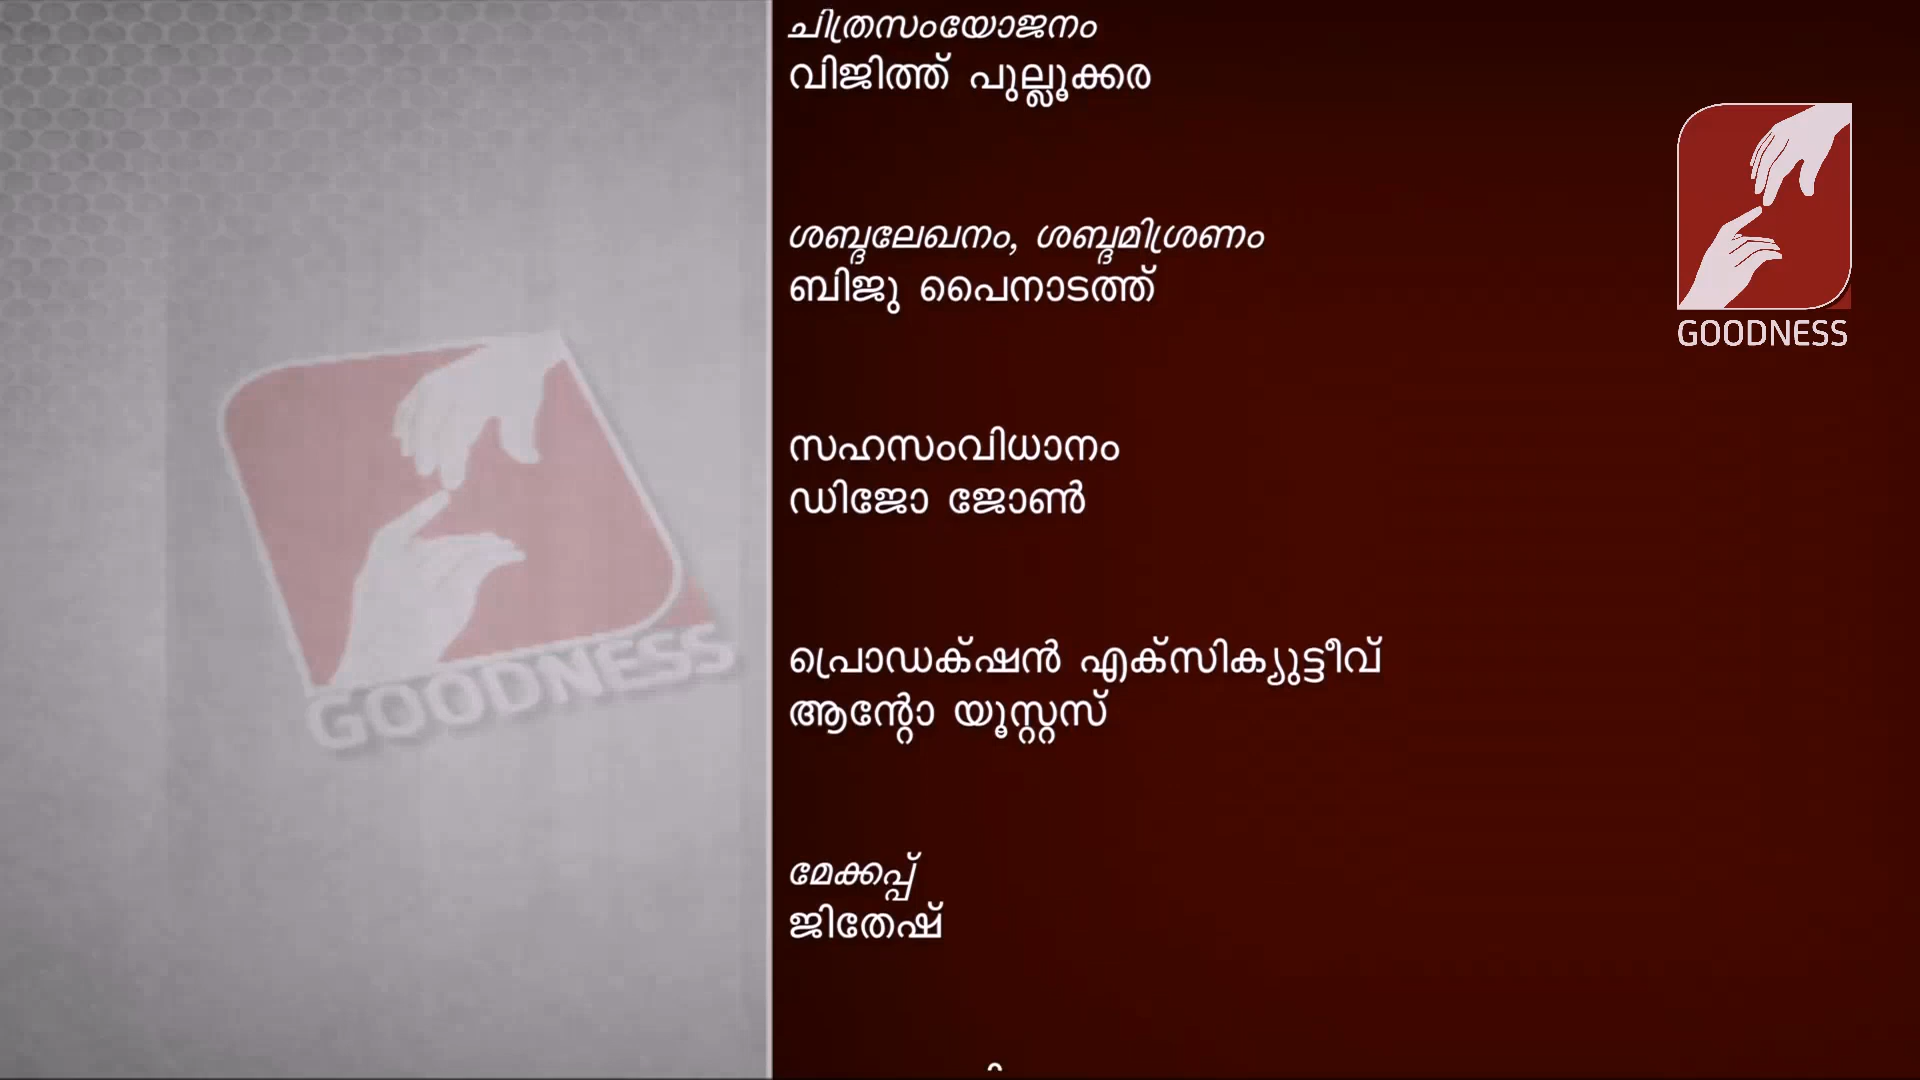 ചിത്രസംയോജനം
വിജിത്ത് പുല്ലൂക്കര
ശബ്ദലേഖനം, ശബ്ദമിശ്രണം
ബിജു പൈനാടത്ത്
സഹസംവിധാനം
ഡിജോ ജോൺ
പ്രൊഡക്ഷൻ എക്സിക്യുട്ടീവ്
ആന്റോ യൂസ്റ്റസ്
മേക്കപ്പ്
ജിതേഷ്
GOODNESS
GOODNESS